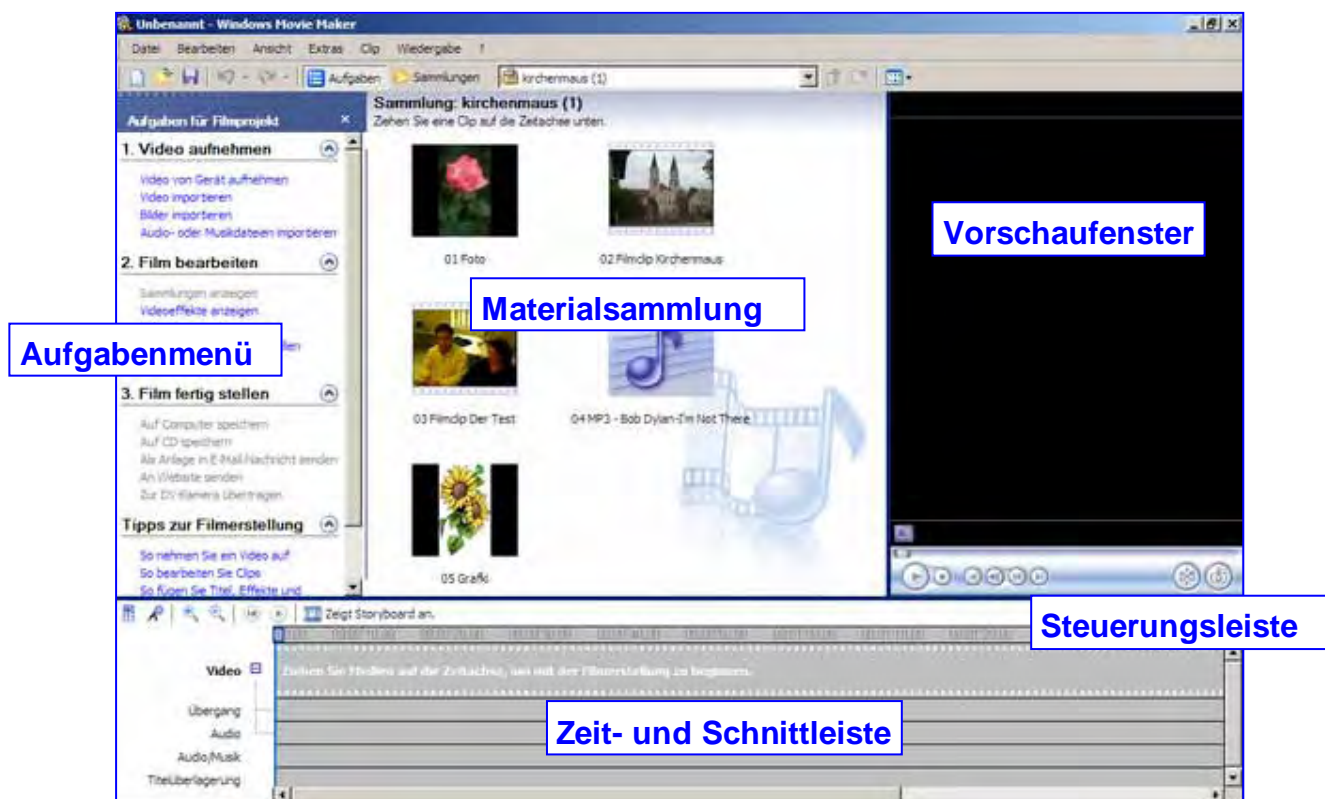 Unbenannt - Windows Movie Maker
Datei Bearbeiten Ansicht Extras Clip Wiedergabe ?
Aufgaben Sammlungen kirchenmaus (1)
Aufgaben für Filmprojekt
1. Video aufnehmen
Video von Gerät aufnehmen
Video importieren
Bilder importieren
Audio- oder Musikdateien importieren
2. Film bearbeiten
Sammlungen anzeigen
Videoeffekte anzeigen
Aufgabenmenü
3. Film fertig stellen
Auf Computer speichern
Auf CD speichern
Als Anlage in E-Mail-Nachricht senden
An Website senden
Zur DV-Kamera übertragen
Tipps zur Filmerstellung
So nehmen Sie ein Video auf
So bearbeiten Sie Clips
So fügen Sie Titel, Effekte und
Sammlung: kirchenmaus (1)
Ziehen Sie eine Clip auf die Zeitachse unten.
01 Foto
02 Filmclip Kirchenmaus
Materialsammlung
03 Filmclip Der Test
04 MP3 - Bob Dylan-I'm Not There
05 Grafik
Vorschaufenster
Steuerungsleiste
Zeigt Storyboard an.
Video
Ziehen Sie Medien auf die Zeitachse, um mit der Filmerstellung zu beginnen.
Übergang
Audio
Audio/Musik
Titelüberlagerung
Zeit- und Schnittleiste